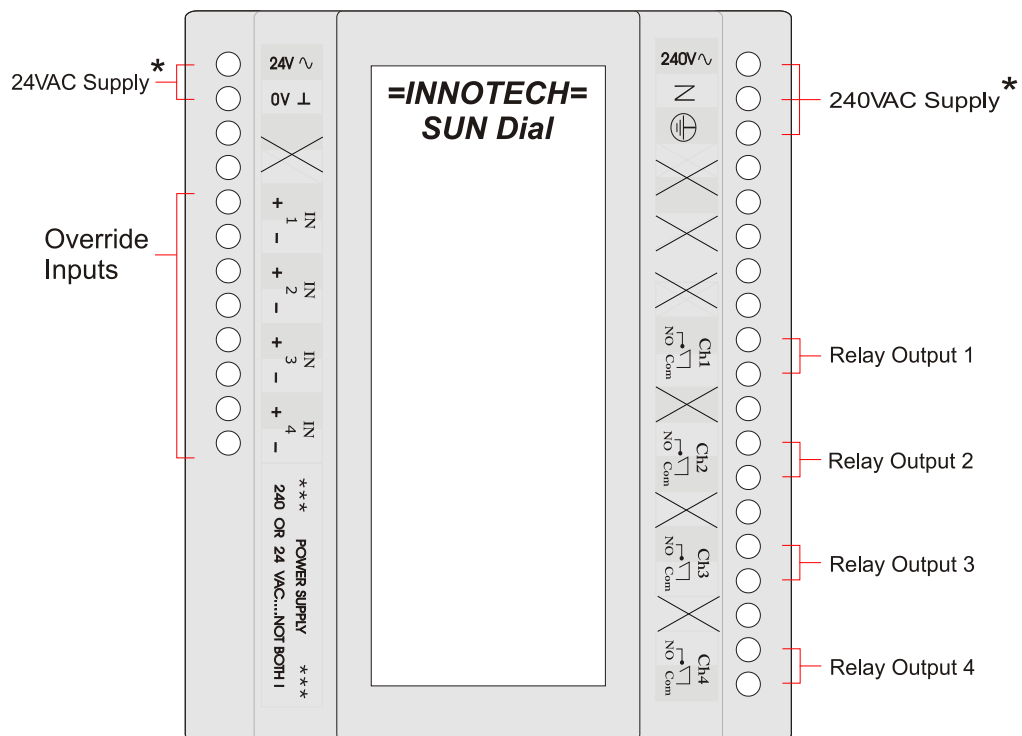 24VAC Supply*
24V ∿
0V ⊥
Override
Inputs
+
−
IN
1
+
−
IN
2
+
−
IN
3
+
−
IN
4
*** POWER SUPPLY ***
240 OR 24 VAC....NOT BOTH !
=INNOTECH=
SUN Dial
240V∿
N
240VAC Supply*
Ch1
NO Com
Relay Output 1
Ch2
NO Com
Relay Output 2
Ch3
NO Com
Relay Output 3
Ch4
NO Com
Relay Output 4